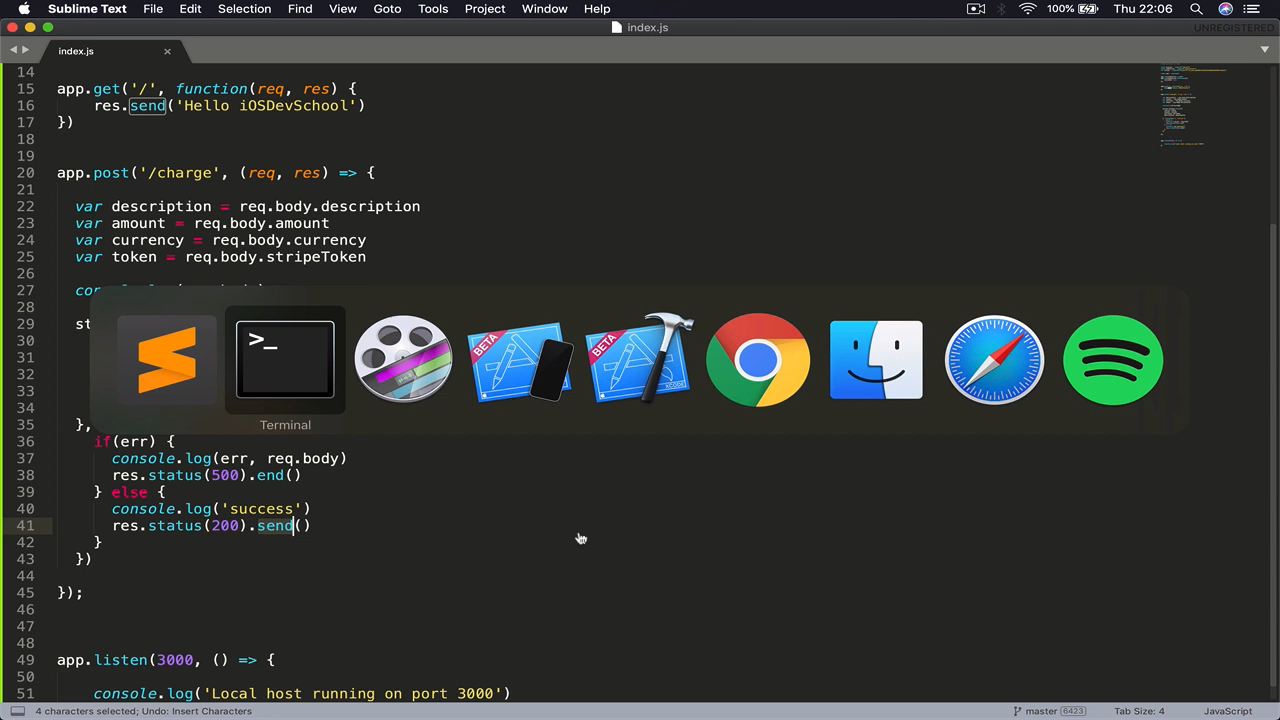 Sublime Text File Edit Selection Find View Goto Tools Project Window Help 100% Thu 22:06
index.js UNREGISTERED
index.js
14
15 app.get('/', function(req, res) {
16 res.send('Hello iOSDevSchool')
17 })
18
19
20 app.post('/charge', (req, res) => {
21
22 var description = req.body.description
23 var amount = req.body.amount
24 var currency = req.body.currency
25 var token = req.body.stripeToken
26
27 co
28
29 st
30
31
32
33
34
35 },
Terminal
36 if(err) {
37 console.log(err, req.body)
38 res.status(500).end()
39 } else {
40 console.log('success')
41 res.status(200).send()
42 }
43 })
44
45 });
46
47
48
49 app.listen(3000, () => {
50
51 console.log('Local host running on port 3000')
4 characters selected; Undo: Insert Characters master 6423 Tab Size: 4 JavaScript